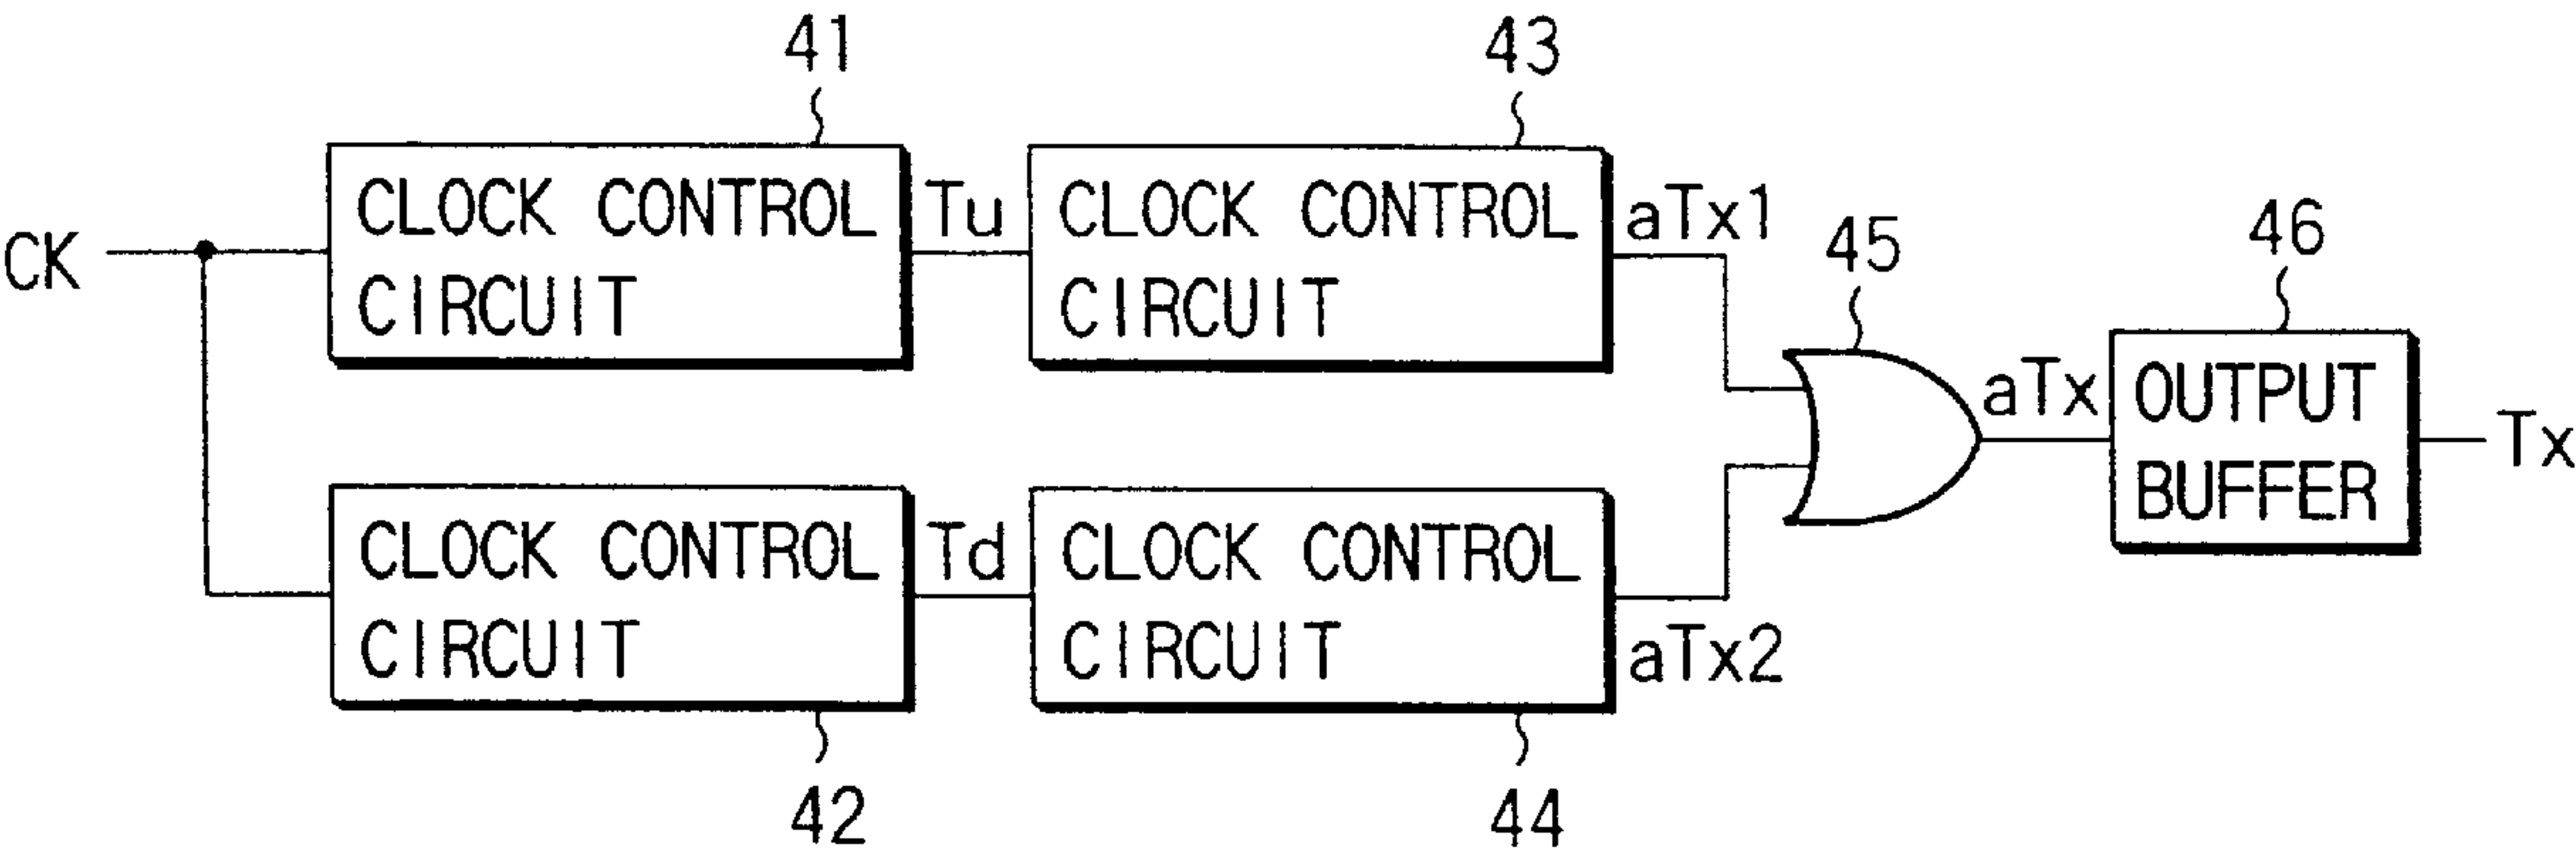 41
43
CLOCK CONTROL
CIRCUIT
Tu
CLOCK CONTROL
CIRCUIT
aTx1
CK
45
46
aTx
OUTPUT
BUFFER
Tx
CLOCK CONTROL
CIRCUIT
Td
CLOCK CONTROL
CIRCUIT
aTx2
42
44